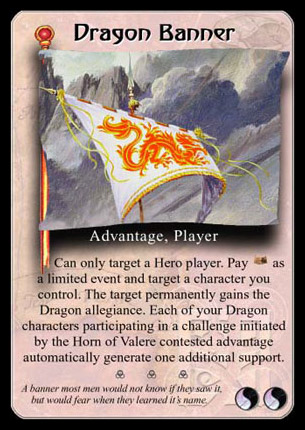 Dragon Banner
Advantage, Player
Can only target a Hero player. Pay as
a limited event and target a character you
control. The target permanently gains the
Dragon allegiance. Each of your Dragon
characters participating in a challenge initiated
by the Horn of Valere contested advantage
automatically generate one additional support.
A banner most men would not know if they saw it,
but would fear when they learned it's name.